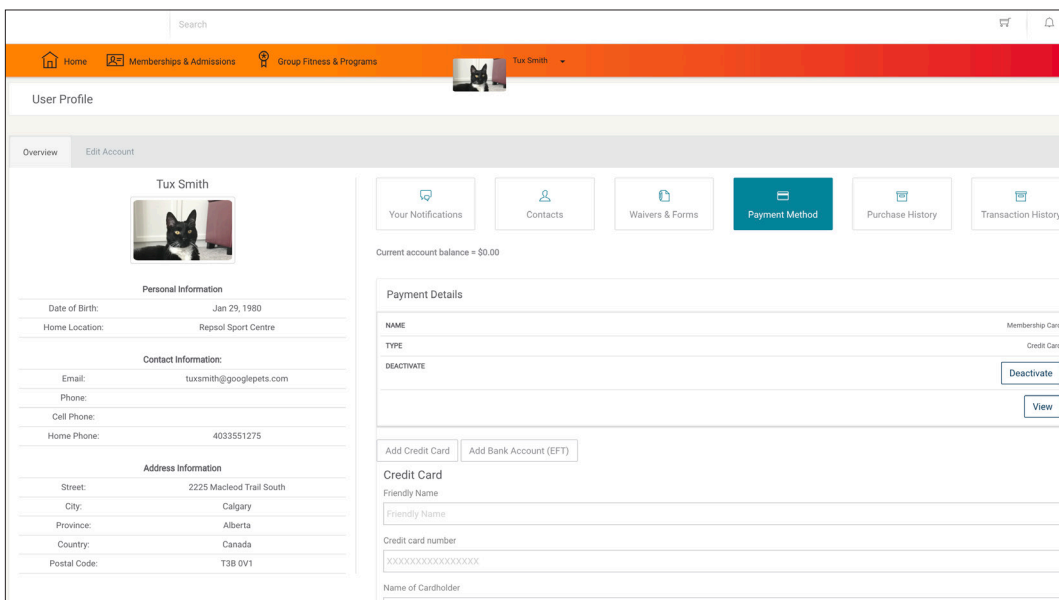 Search
Home Memberships & Admissions Group Fitness & Programs Tux Smith
User Profile
Overview Edit Account
Tux Smith
Personal Information
Date of Birth: Jan 29, 1980
Home Location: Repsol Sport Centre
Contact Information:
Email: tuxsmith@googlepets.com
Phone:
Cell Phone:
Home Phone: 4033551275
Address Information
Street: 2225 Macleod Trail South
City: Calgary
Province: Alberta
Country: Canada
Postal Code: T3B 0V1
Your Notifications Contacts Waivers & Forms Payment Method Purchase History Transaction History
Current account balance = $0.00
Payment Details
NAME Membership Card
TYPE Credit Card
DEACTIVATE Deactivate
View
Add Credit Card Add Bank Account (EFT)
Credit Card
Friendly Name
Friendly Name
Credit card number
XXXXXXXXXXXXXXXX
Name of Cardholder